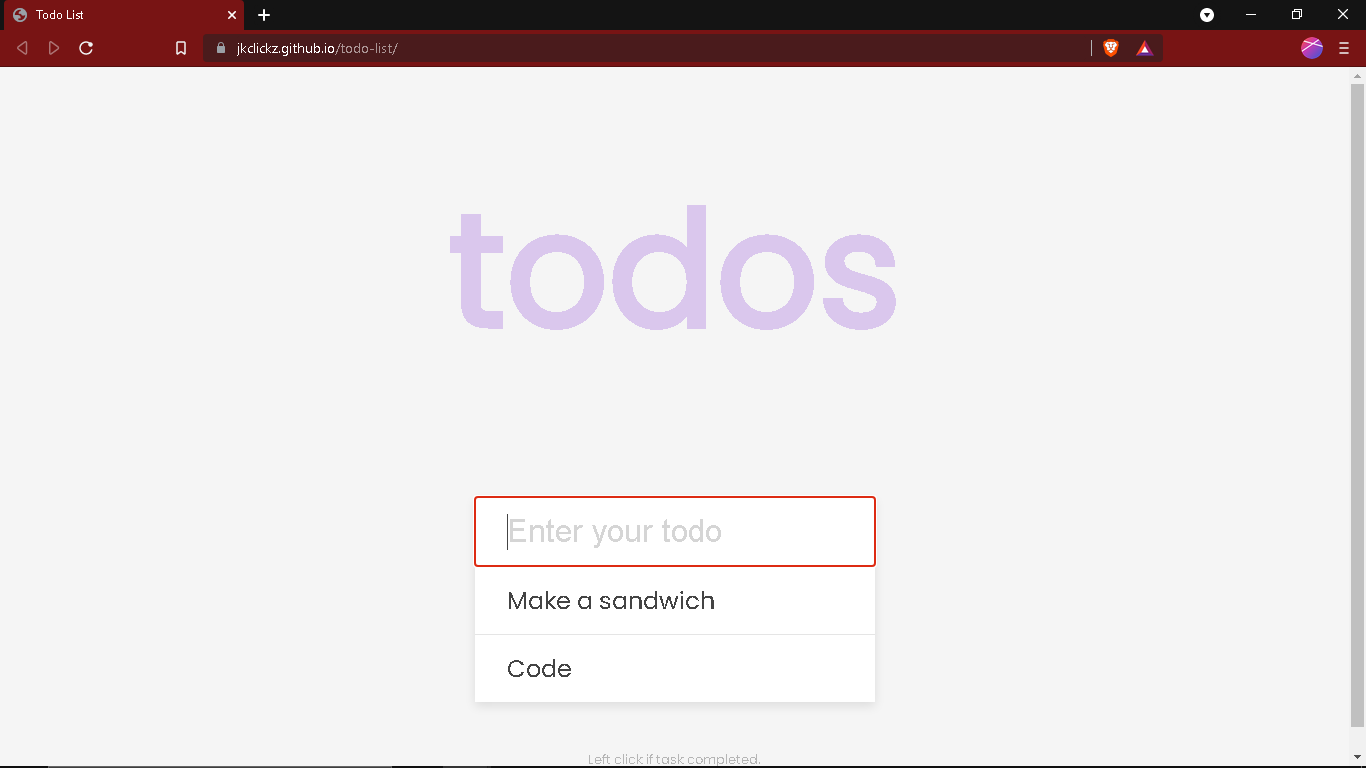 Todo List
jkclickz.github.io/todo-list/
todos
Enter your todo
Make a sandwich
Code
Left click if task completed.